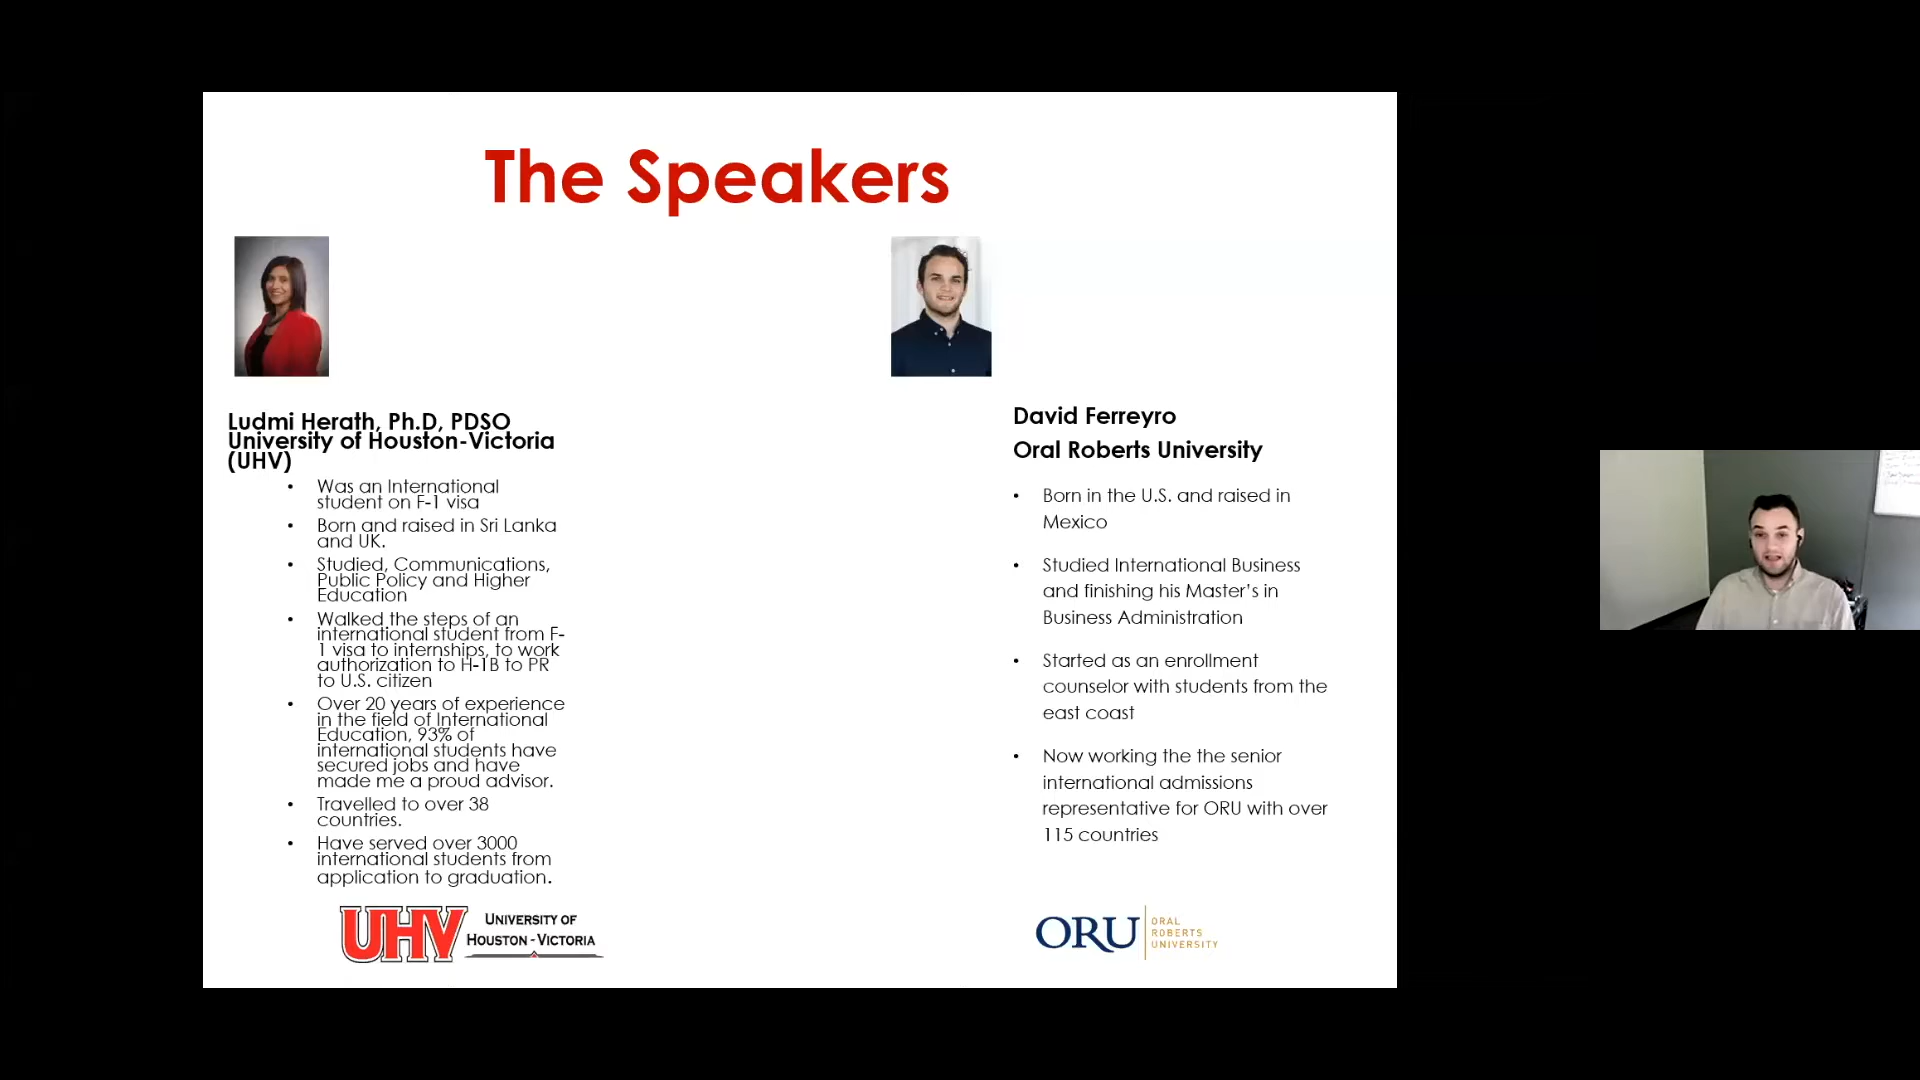 The Speakers
Ludmi Herath, Ph.D, PDSO
University of Houston-Victoria
(UHV)
• Was an International
student on F-1 visa
• Born and raised in Sri Lanka
and UK.
• Studied, Communications,
Public Policy and Higher
Education
• Walked the steps of an
international student from F-
1 visa to internships, to work
authorization to H-1B to PR
to U.S. citizen
• Over 20 years of experience
in the field of International
Education, 93% of
international students have
secured jobs and have
made me a proud advisor.
• Travelled to over 38
countries.
• Have served over 3000
international students from
application to graduation.
UHV
UNIVERSITY OF
HOUSTON-VICTORIA
David Ferreyro
Oral Roberts University
• Born in the U.S. and raised in
Mexico
• Studied International Business
and finishing his Master’s in
Business Administration
• Started as an enrollment
counselor with students from the
east coast
• Now working the the senior
international admissions
representative for ORU with over
115 countries
ORU
ORAL
ROBERTS
UNIVERSITY